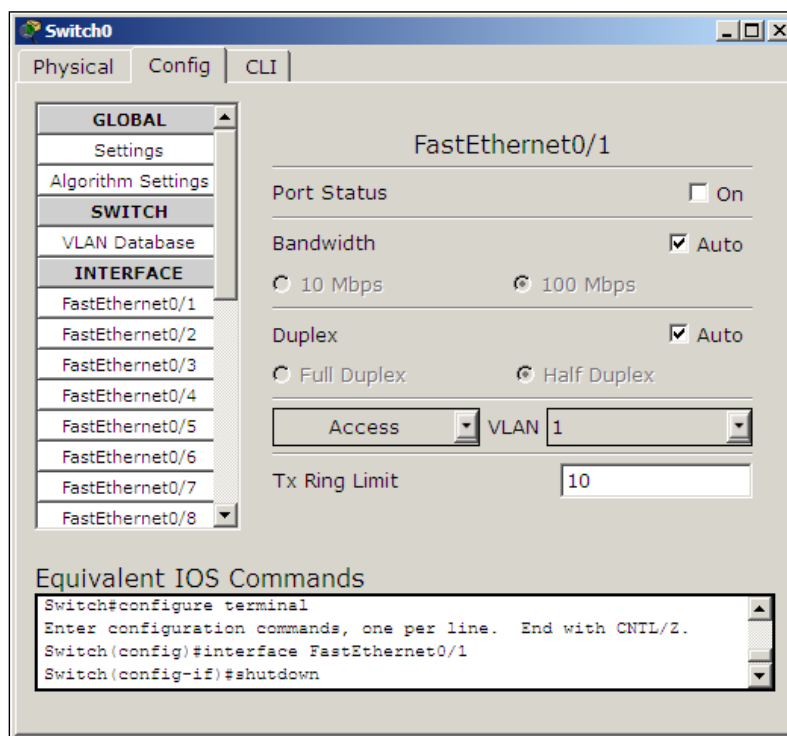 Switch0
Physical Config CLI
GLOBAL
Settings
Algorithm Settings
SWITCH
VLAN Database
INTERFACE
FastEthernet0/1
FastEthernet0/2
FastEthernet0/3
FastEthernet0/4
FastEthernet0/5
FastEthernet0/6
FastEthernet0/7
FastEthernet0/8
FastEthernet0/1
Port Status On
Bandwidth Auto
10 Mbps 100 Mbps
Duplex Auto
Full Duplex Half Duplex
Access VLAN 1
Tx Ring Limit 10
Equivalent IOS Commands
Switch#configure terminal
Enter configuration commands, one per line.  End with CNTL/Z.
Switch(config)#interface FastEthernet0/1
Switch(config-if)#shutdown